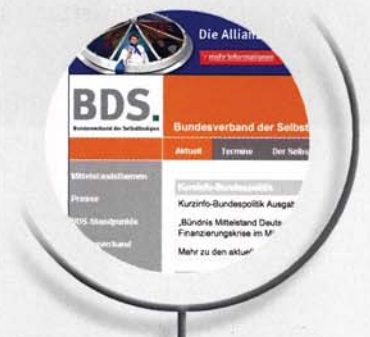 Die Allian
mehr Informationen
BDS.
Bundesverband der Selbständigen
Bundesverband der Selbst
Aktuell Termine Der Selbs
Mittelstandsthemen
Presse
BDS-Standpunkte
Kurzinfo-Bundespolitik
Kurzinfo-Bundespolitik Ausgab
„Bündnis Mittelstand Deuts
Finanzierungskrise im M
Mehr zu den aktue